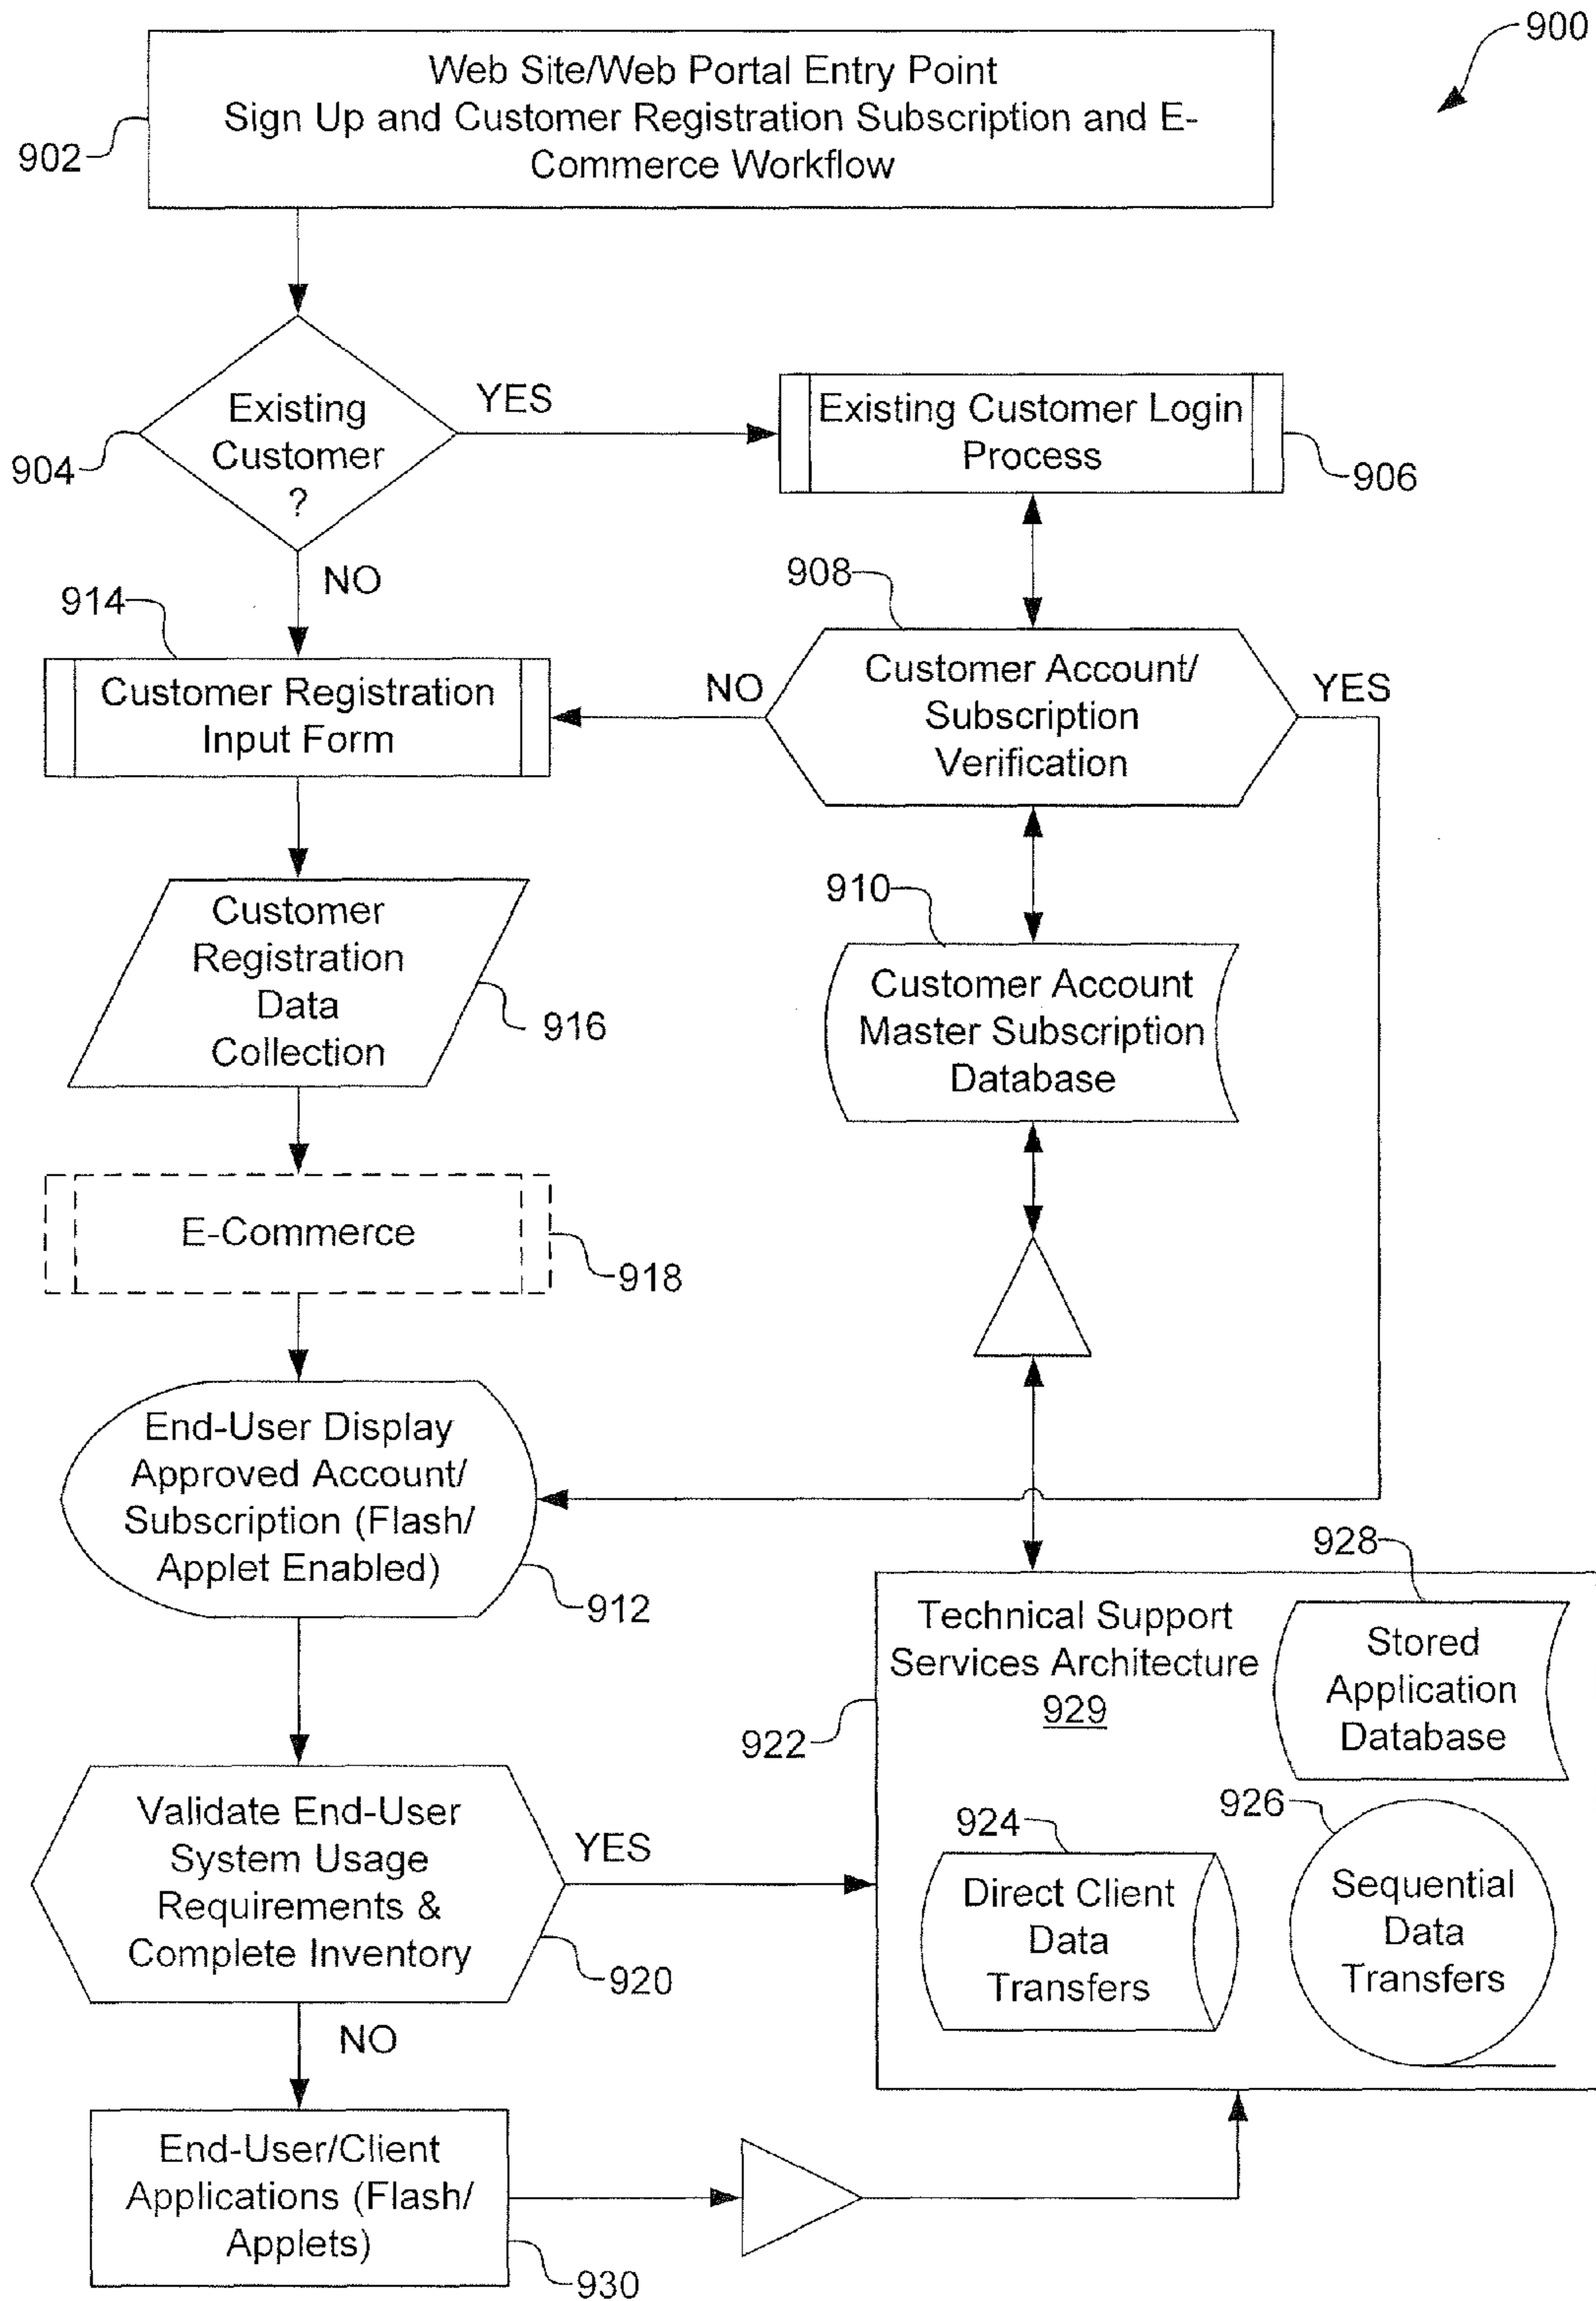 900
Web Site/Web Portal Entry Point
Sign Up and Customer Registration Subscription and E-
Commerce Workflow
902
Existing
Customer
?
904
YES
Existing Customer Login
Process
906
NO
914
Customer Registration
Input Form
908
Customer Account/
Subscription
Verification
NO
YES
Customer
Registration
Data
Collection
916
910
Customer Account
Master Subscription
Database
E-Commerce
918
End-User Display
Approved Account/
Subscription (Flash/
Applet Enabled)
912
Technical Support
Services Architecture
929
922
928
Stored
Application
Database
924
Direct Client
Data
Transfers
926
Sequential
Data
Transfers
Validate End-User
System Usage
Requirements &
Complete Inventory
920
YES
NO
End-User/Client
Applications (Flash/
Applets)
930